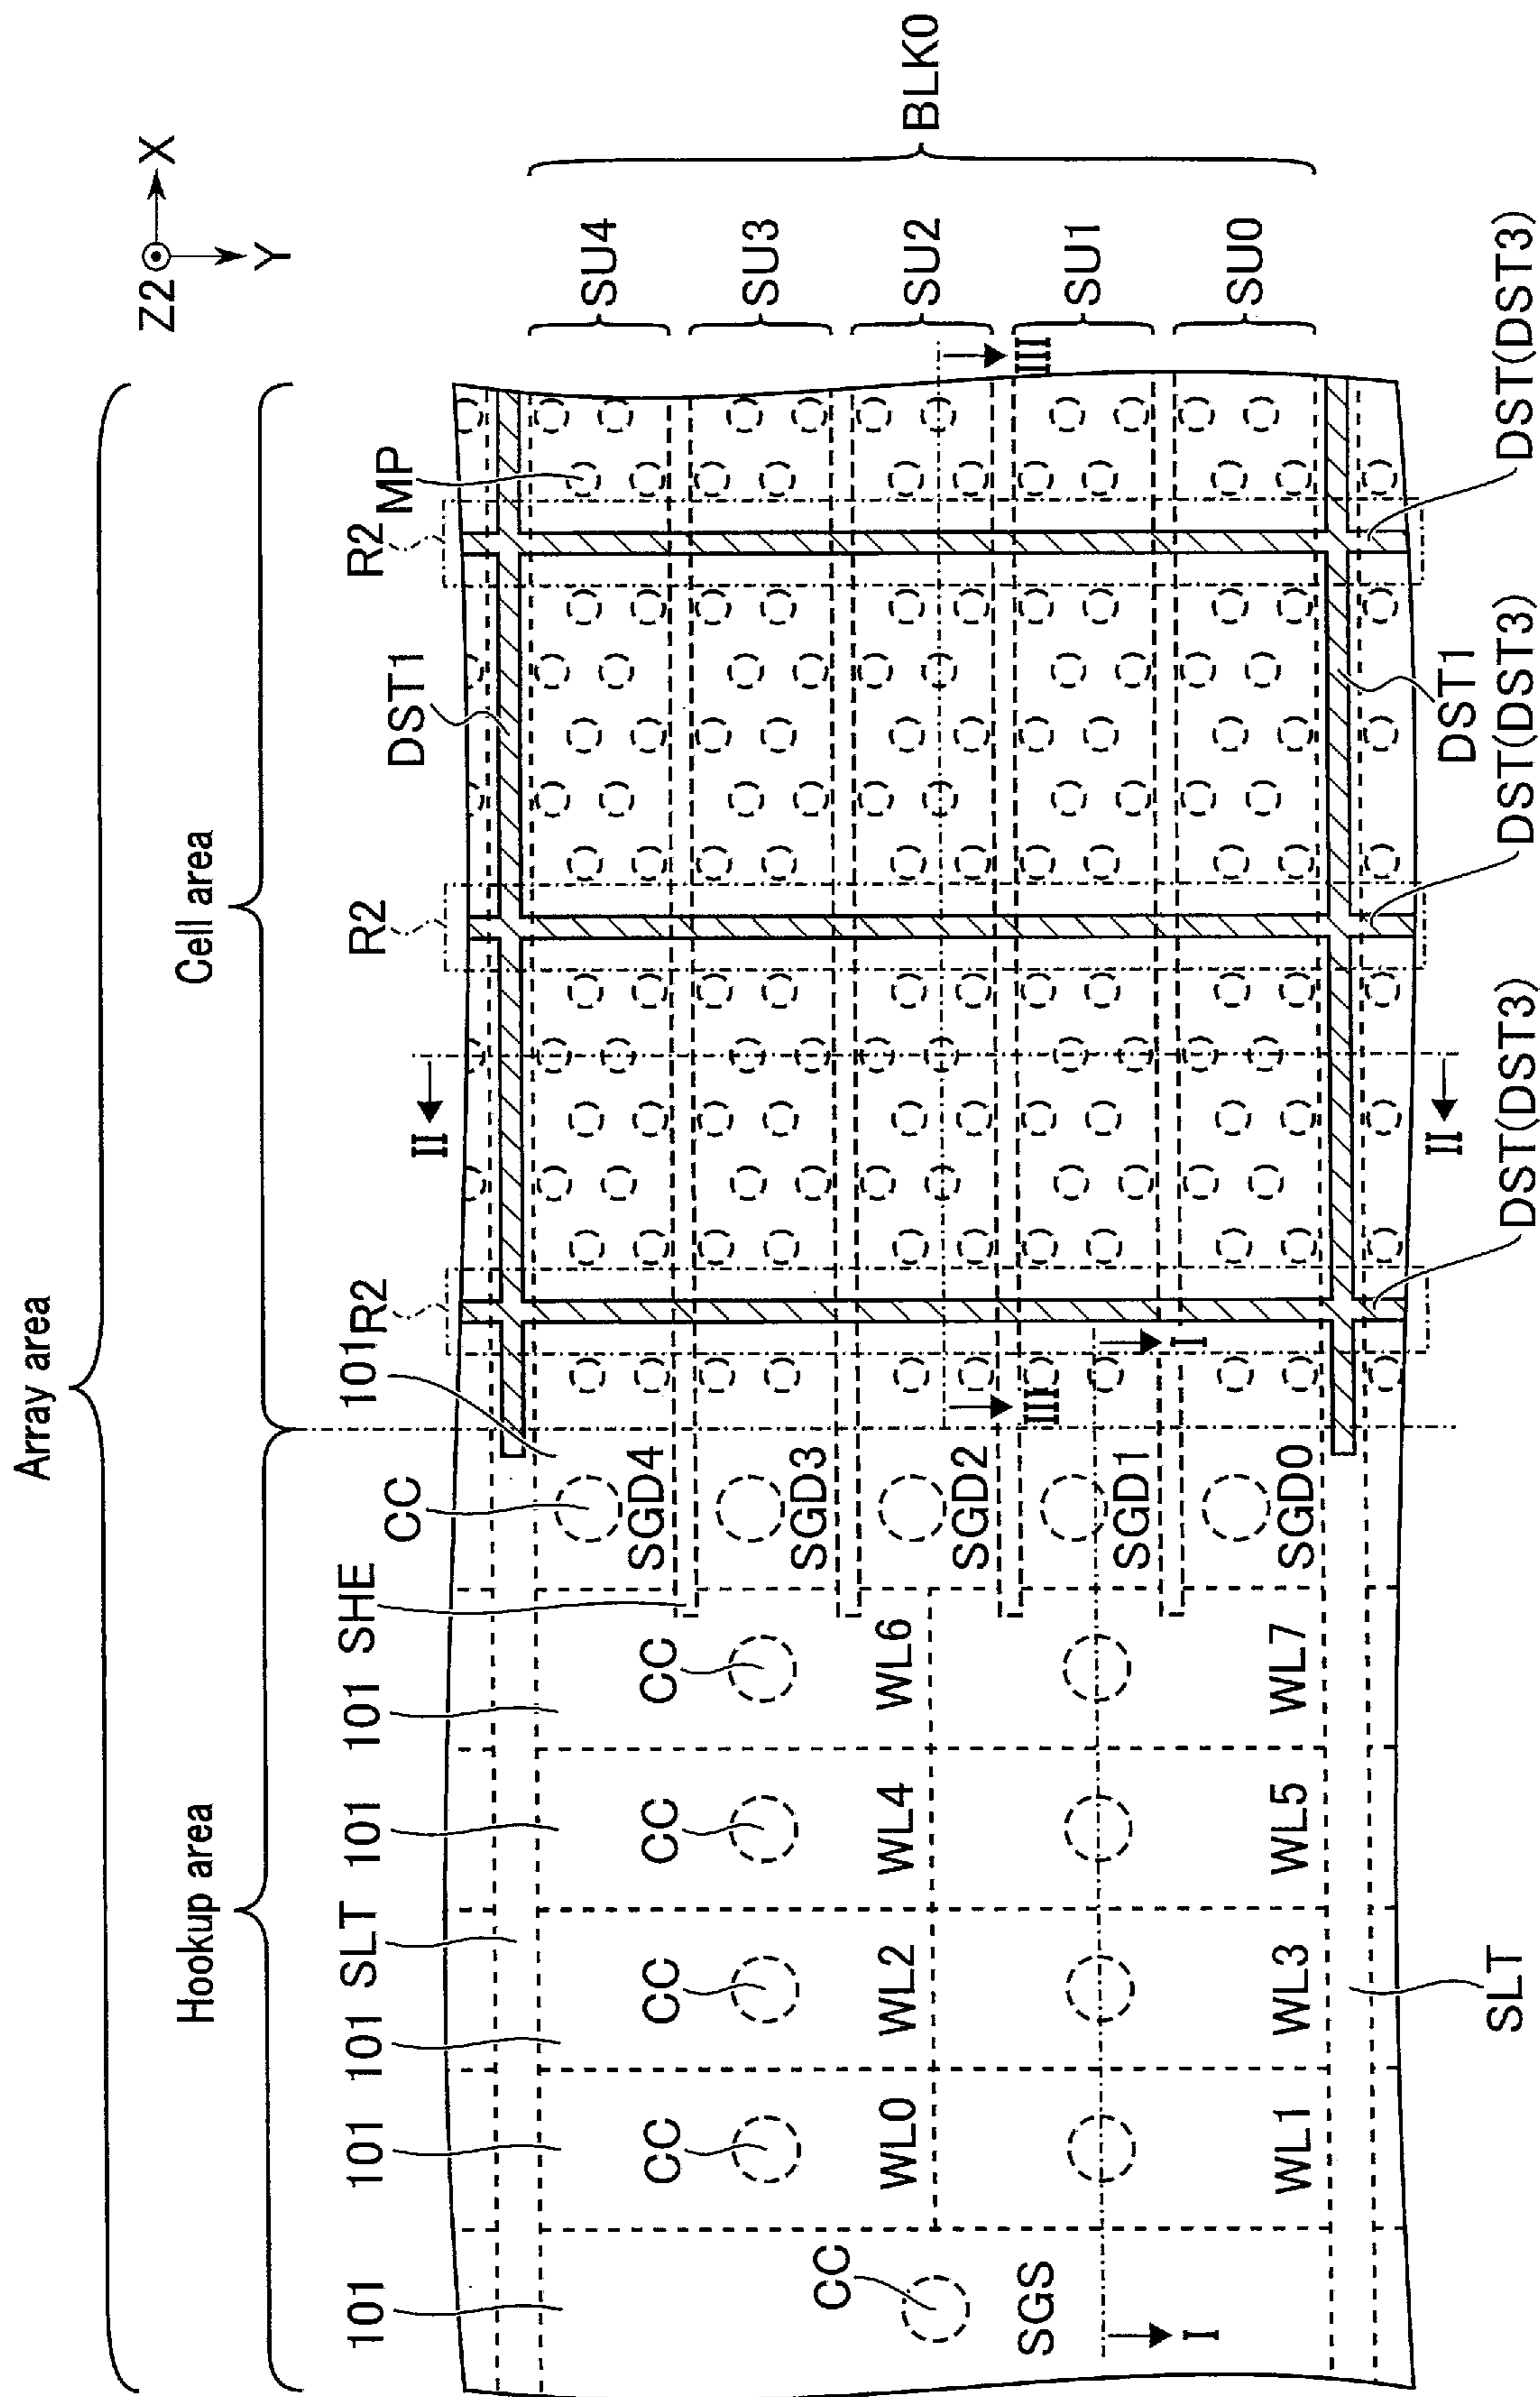 Array area
Hookup area
Cell area
Z2
X
Y
101
101
101
SLT
101
101
SHE
CC
101
R2
R2
R2
MP
DST1
II
CC
CC
CC
CC
CC
SGS
WL0
WL2
WL4
WL6
WL1
WL3
WL5
WL7
SGD4
SGD3
SGD2
SGD1
SGD0
III
III
I
I
SU4
SU3
SU2
SU1
SU0
BLK0
SLT
II
DST1
DST(DST3)
DST(DST3)
DST(DST3)